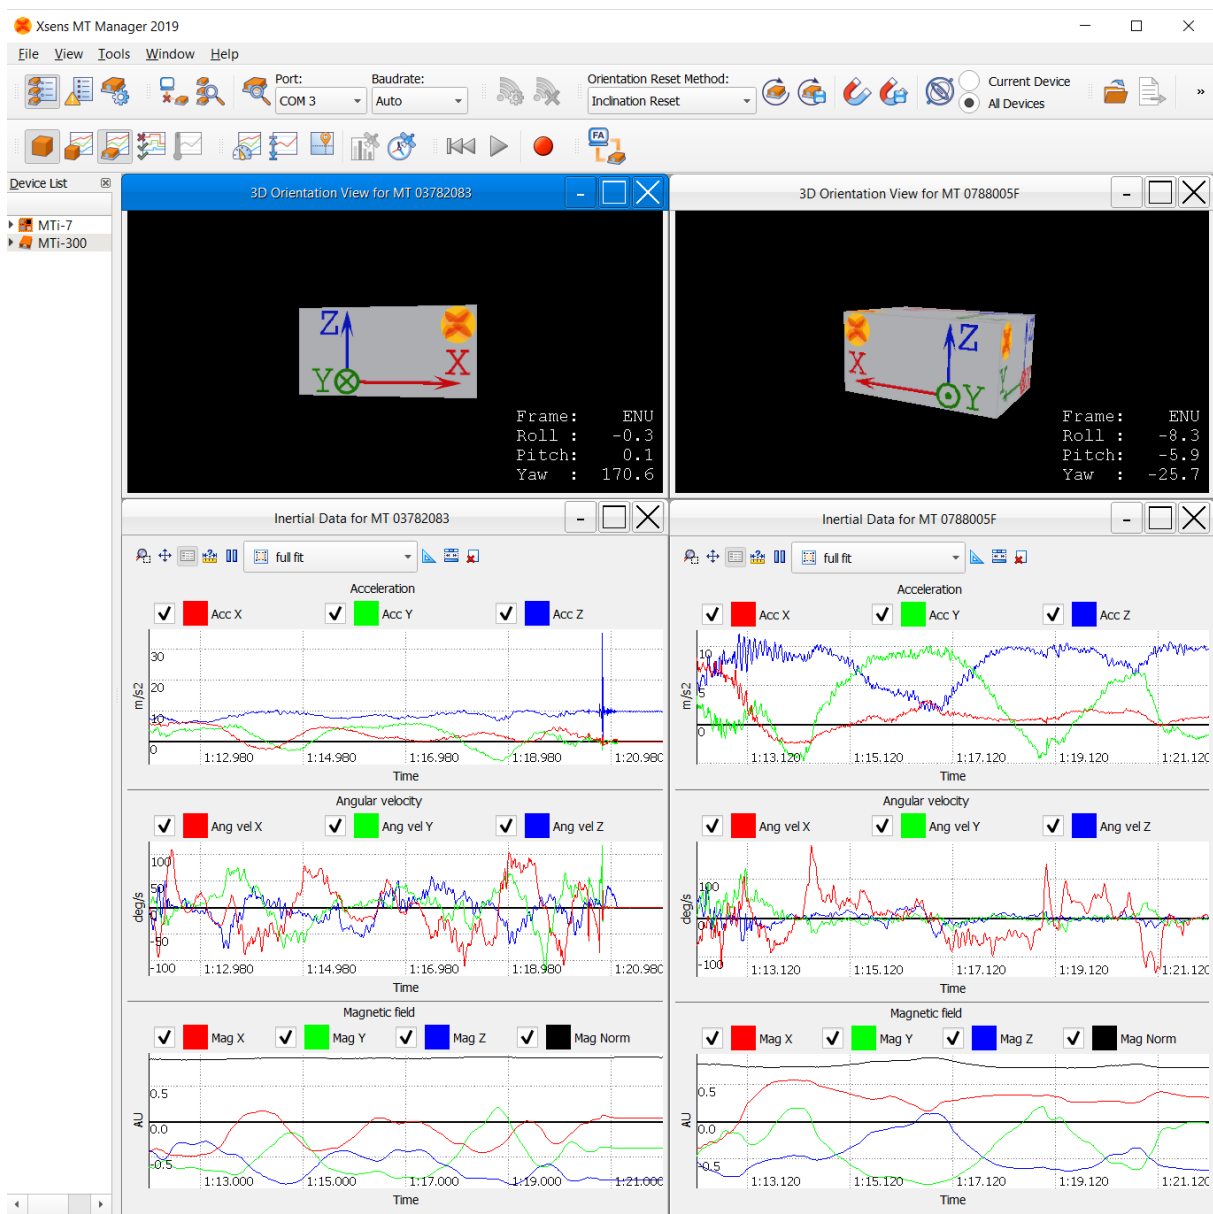 Xsens MT Manager 2019
File View Tools Window Help
Port: Baudrate: Orientation Reset Method: Current Device
COM 3 Auto Inclination Reset All Devices
»
FA
Device List
MTi-7
MTi-300
3D Orientation View for MT 03782083
Z
X
Y
Frame: ENU
Roll : -0.3
Pitch: 0.1
Yaw : 170.6
3D Orientation View for MT 0788005F
Z
X
Y
Frame: ENU
Roll : -8.3
Pitch: -5.9
Yaw : -25.7
Inertial Data for MT 03782083
full fit
Acceleration
Acc X Acc Y Acc Z
30
20
10
0
m/s2
1:12.980 1:14.980 1:16.980 1:18.980 1:20.980
Time
Angular velocity
Ang vel X Ang vel Y Ang vel Z
100
50
0
-50
-100
deg/s
1:12.980 1:14.980 1:16.980 1:18.980 1:20.980
Time
Magnetic field
Mag X Mag Y Mag Z Mag Norm
0.5
0.0
-0.5
AU
1:13.000 1:15.000 1:17.000 1:19.000 1:21.000
Time
Inertial Data for MT 0788005F
full fit
Acceleration
Acc X Acc Y Acc Z
10
5
0
m/s2
1:13.120 1:15.120 1:17.120 1:19.120 1:21.120
Time
Angular velocity
Ang vel X Ang vel Y Ang vel Z
100
0
-100
deg/s
1:13.120 1:15.120 1:17.120 1:19.120 1:21.120
Time
Magnetic field
Mag X Mag Y Mag Z Mag Norm
0.5
0.0
-0.5
AU
1:13.120 1:15.120 1:17.120 1:19.120 1:21.120
Time